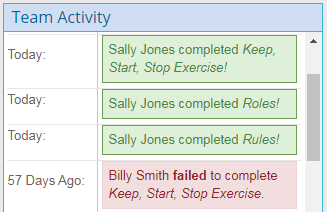 Team Activity
Today:
Sally Jones completed Keep,
Start, Stop Exercise!
Today:
Sally Jones completed Roles!
Today:
Sally Jones completed Rules!
57 Days Ago:
Billy Smith failed to complete
Keep, Start, Stop Exercise.